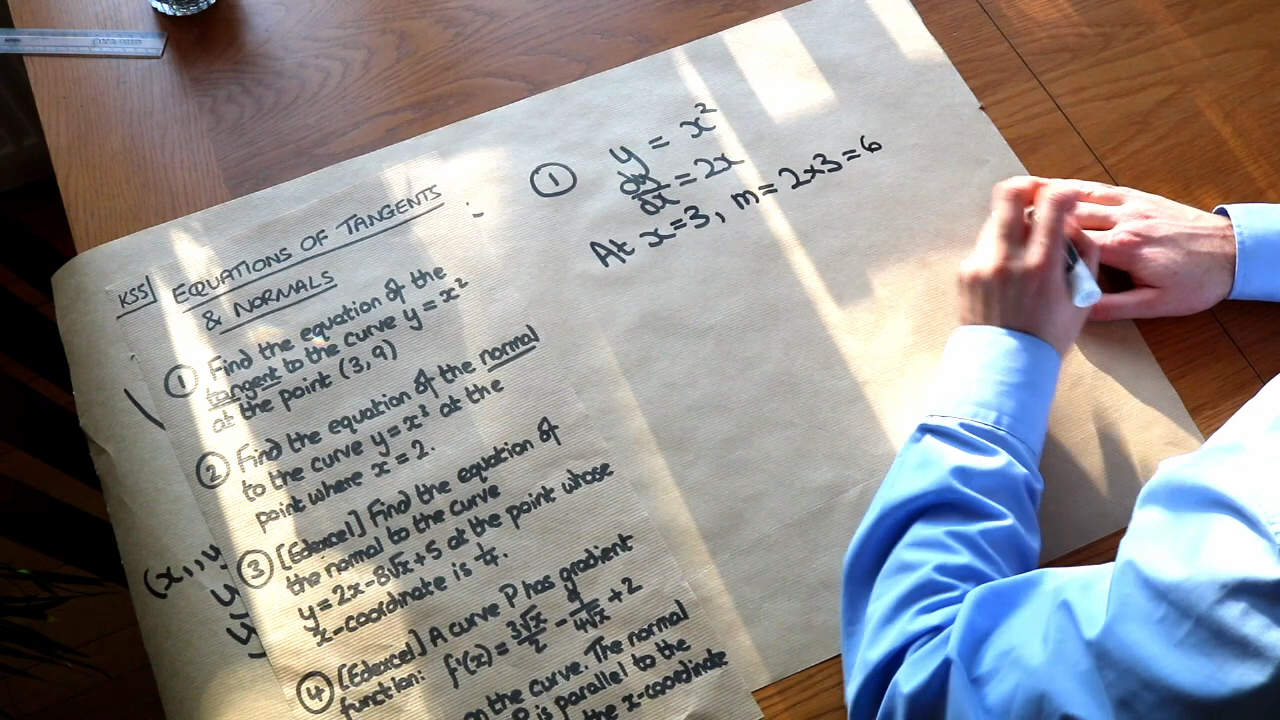 KS5 EQUATIONS OF TANGENTS
& NORMALS
① Find the equation of the
tangent to the curve y = x²
at the point (3,9)
② Find the equation of the normal
to the curve y = x³ at the
point where x = 2.
③ [Edexcel] Find the equation of
the normal to the curve
y = 2x - 8√x + 5 at the point whose
x-coordinate is 1/4.
④ [Edexcel] A curve P has gradient
function: f'(x) = 3√x/2 - 9/4√x + 2
on the curve. The normal
is parallel to the
the x-coordinate
(x₁, y
① y = x²
dy/dx = 2x
At x = 3, m = 2×3 = 6